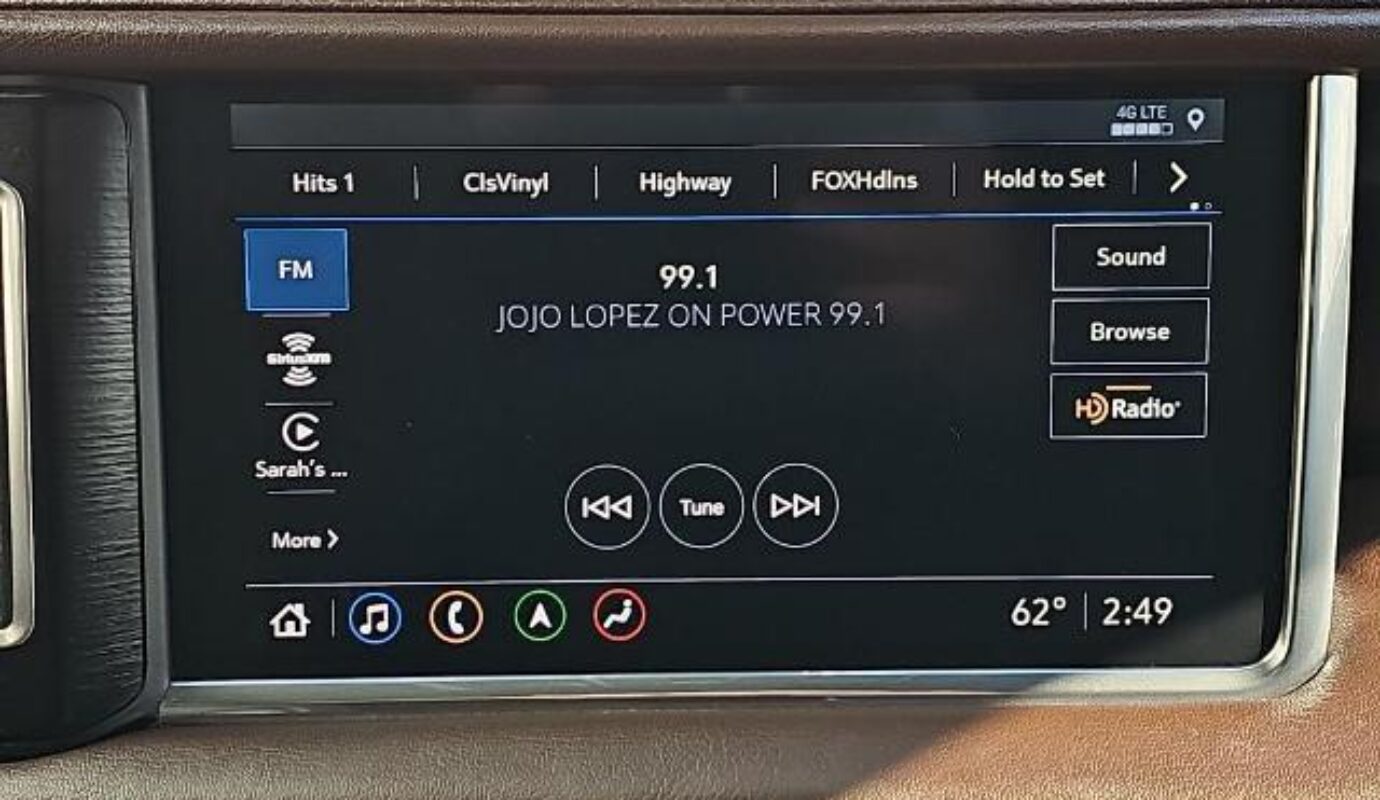 4G LTE
Hits 1
ClsVinyl
Highway
FOXHdlns
Hold to Set
FM
99.1
JOJO LOPEZ ON POWER 99.1
Sound
Browse
SiriusXM
HD Radio
Sarah's ...
Tune
More
62° 2:49